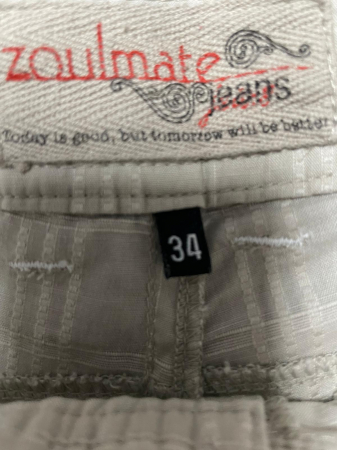 zoulmate
jeans
Today is good, but tomorrow will be better
34